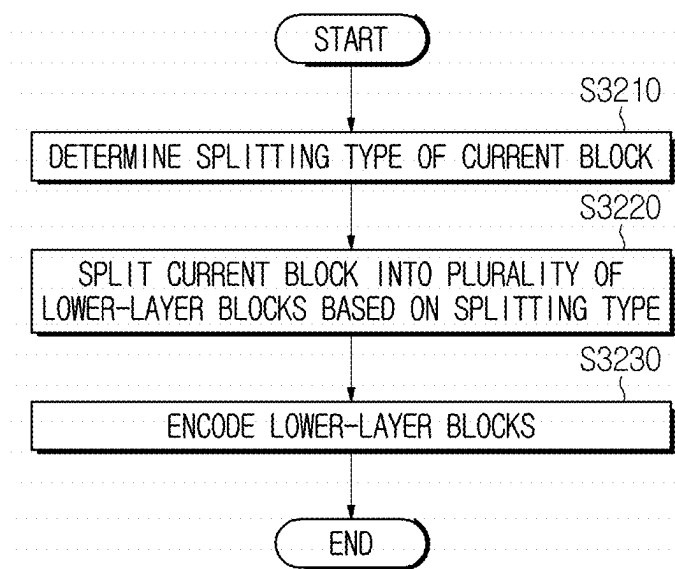 START
S3210
DETERMINE SPLITTING TYPE OF CURRENT BLOCK
S3220
SPLIT CURRENT BLOCK INTO PLURALITY OF
LOWER-LAYER BLOCKS BASED ON SPLITTING TYPE
S3230
ENCODE LOWER-LAYER BLOCKS
END